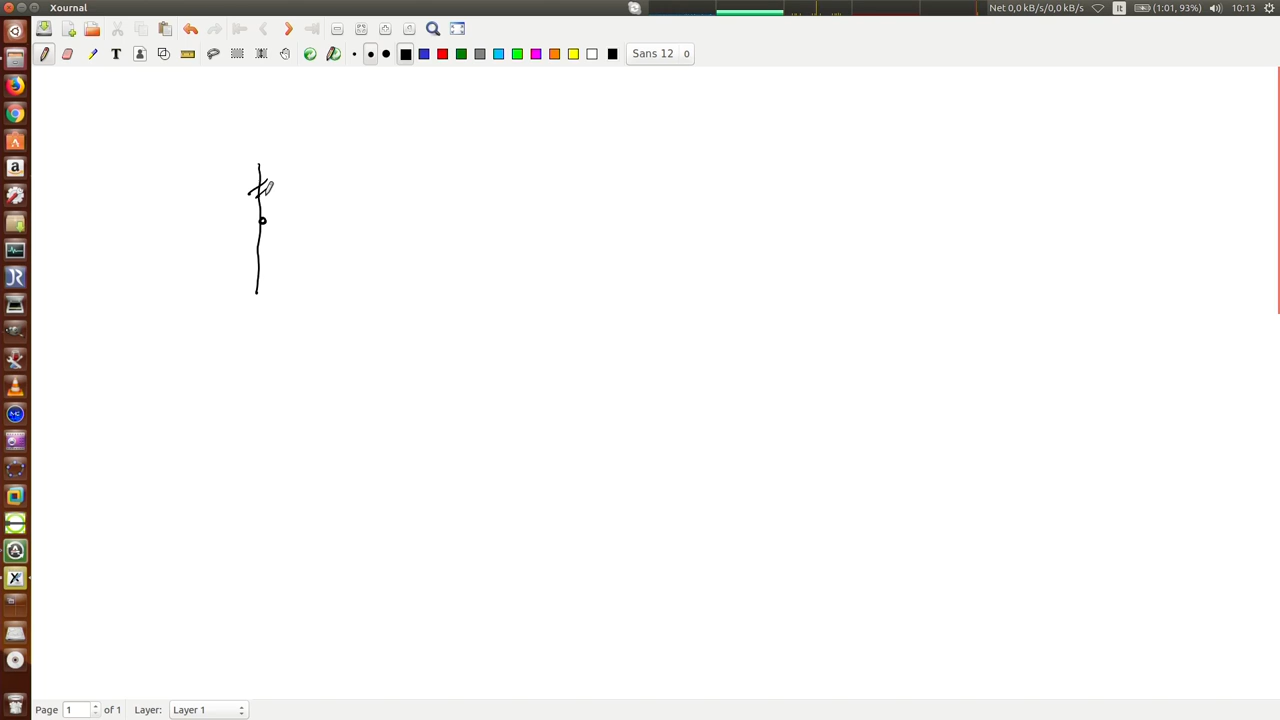 Xournal
Net 0,0 kB/s/0,0 kB/s
It
(1:01, 93%)
10:13
T
Sans 12
0
Page
1
of 1
Layer:
Layer 1